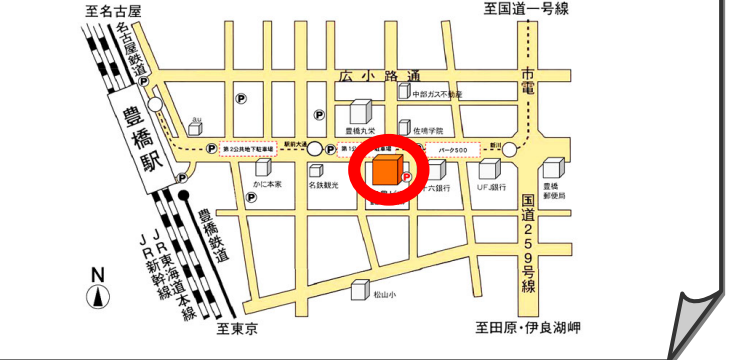 至名古屋
至国道一号線
名古屋鉄道
広小路通
市電
中部ガス不動産
豊橋丸栄
佐鳴学院
au
豊橋駅
第2公共地下駐車場
駅前大通
P
パーク500
新川
かに本家
名鉄観光
十六銀行
UFJ銀行
豊橋
郵便局
豊橋鉄道
国道259号線
JR東海道本線
JR新幹線
N
松山小
至東京
至田原・伊良湖岬